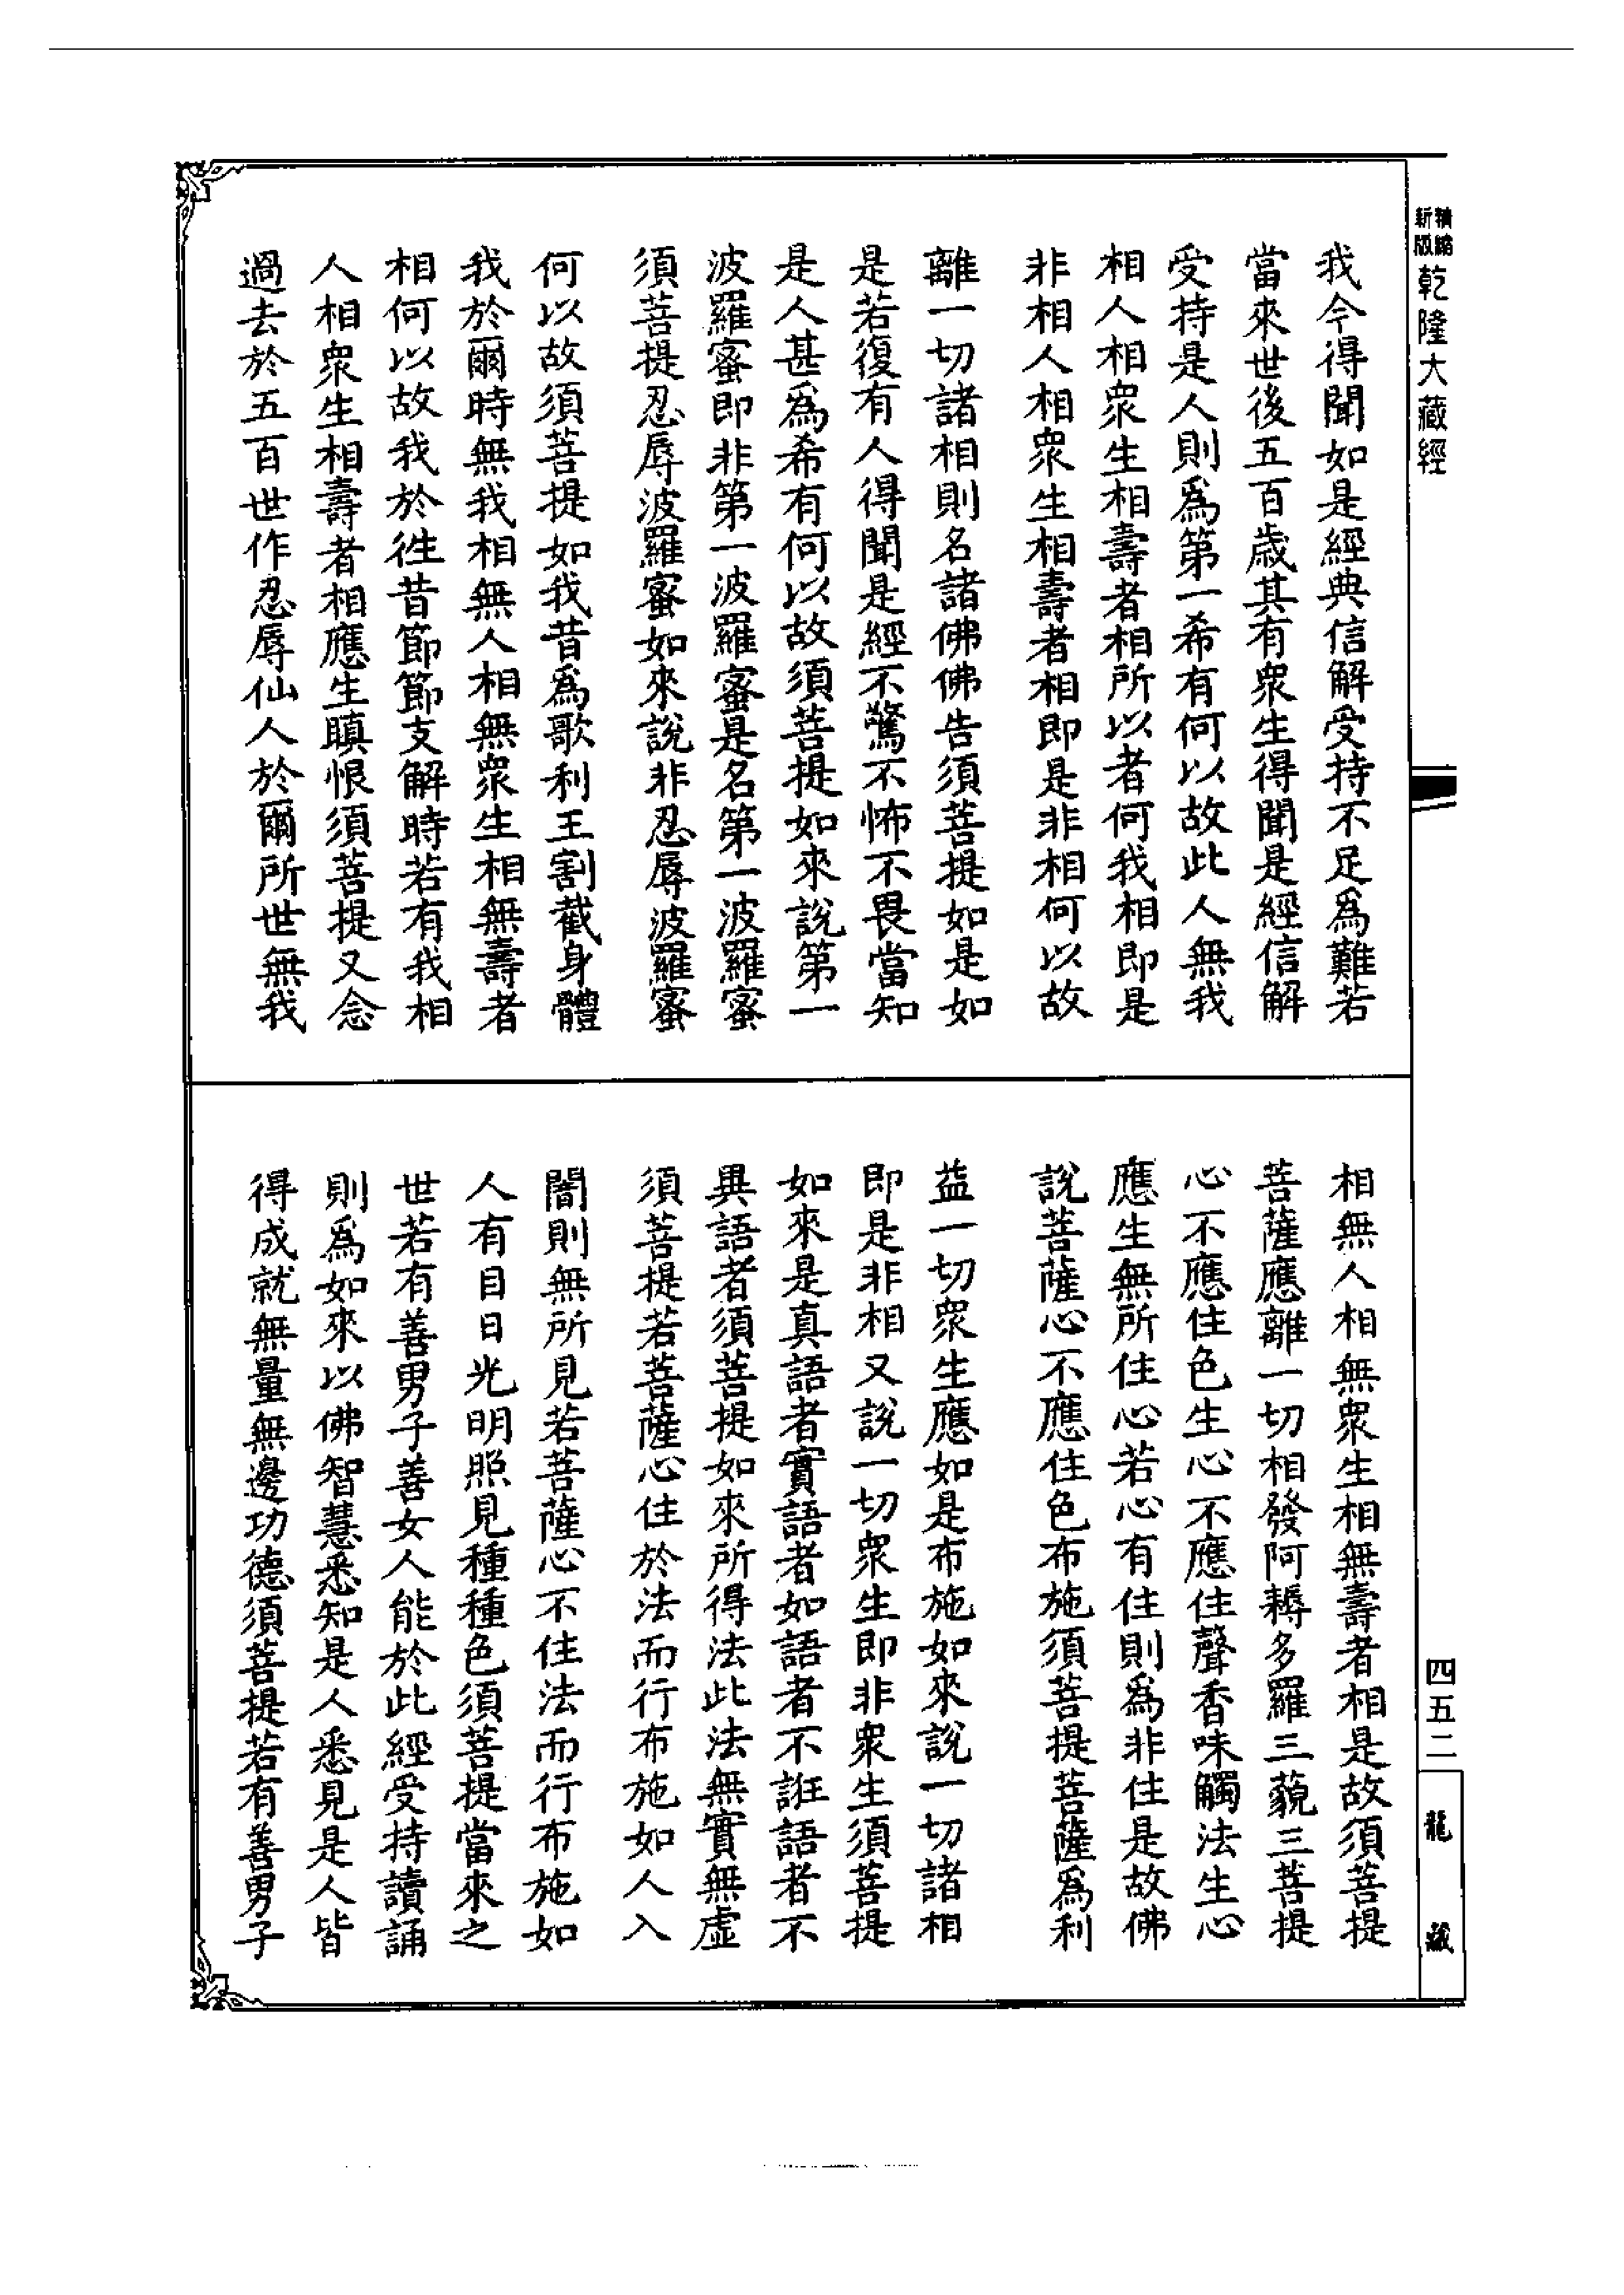 新版
精縮
乾隆大藏經
我今得聞如是經典信解受持不足爲難若
當來世後五百歲其有衆生得聞是經信解
受持是人則爲第一希有何以故此人無我
相人相衆生相壽者相所以者何我相即是
非相人相衆生相壽者相即是非相何以故
離一切諸相則名諸佛佛告須菩提如是如
是若復有人得聞是經不驚不怖不畏當知
是人甚爲希有何以故須菩提如來說第一
波羅蜜即非第一波羅蜜是名第一波羅蜜
須菩提忍辱波羅蜜如來說非忍辱波羅蜜
何以故須菩提如我昔爲歌利王割截身體
我於爾時無我相無人相無衆生相無壽者
相何以故我於徃昔節節支解時若有我相
人相衆生相壽者相應生瞋恨須菩提又念
過去於五百世作忍辱仙人於爾所世無我
相無人相無衆生相無壽者相是故須菩提
菩薩應離一切相發阿耨多羅三藐三菩提
心不應住色生心不應住聲香味觸法生心
應生無所住心若心有住則爲非住是故佛
說菩薩心不應住色布施須菩提菩薩爲利
益一切衆生應如是布施如來說一切諸相
即是非相又說一切衆生即非衆生須菩提
如來是真語者實語者如語者不誑語者不
異語者須菩提如來所得法此法無實無虛
須菩提若菩薩心住於法而行布施如人入
闇則無所見若菩薩心不住法而行布施如
人有目日光明照見種種色須菩提當來之
世若有善男子善女人能於此經受持讀誦
則爲如來以佛智慧悉知是人悉見是人皆
得成就無量無邊功德須菩提若有善男子
四五二
龍藏